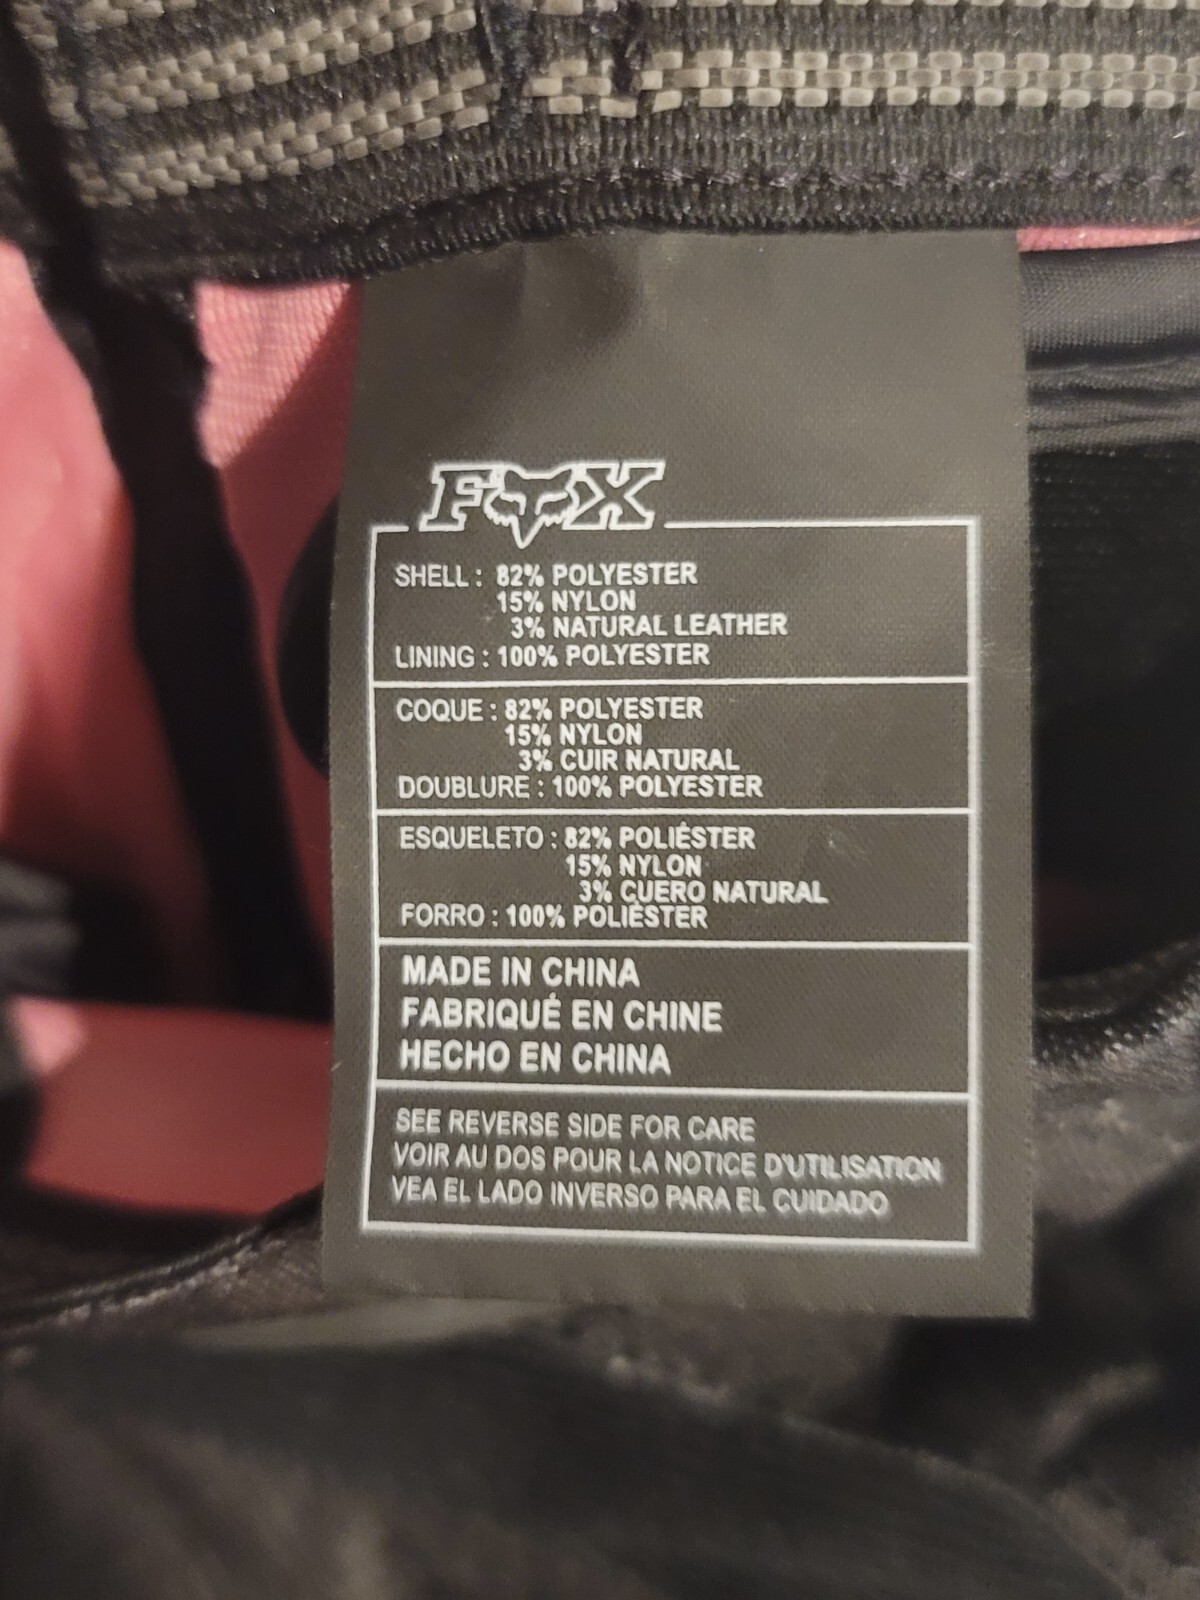 FOX
SHELL : 82% POLYESTER
15% NYLON
3% NATURAL LEATHER
LINING : 100% POLYESTER
COQUE : 82% POLYESTER
15% NYLON
3% CUIR NATURAL
DOUBLURE : 100% POLYESTER
ESQUELETO : 82% POLIÉSTER
15% NYLON
3% CUERO NATURAL
FORRO : 100% POLIÉSTER
MADE IN CHINA
FABRIQUÉ EN CHINE
HECHO EN CHINA
SEE REVERSE SIDE FOR CARE
VOIR AU DOS POUR LA NOTICE D'UTILISATION
VEA EL LADO INVERSO PARA EL CUIDADO